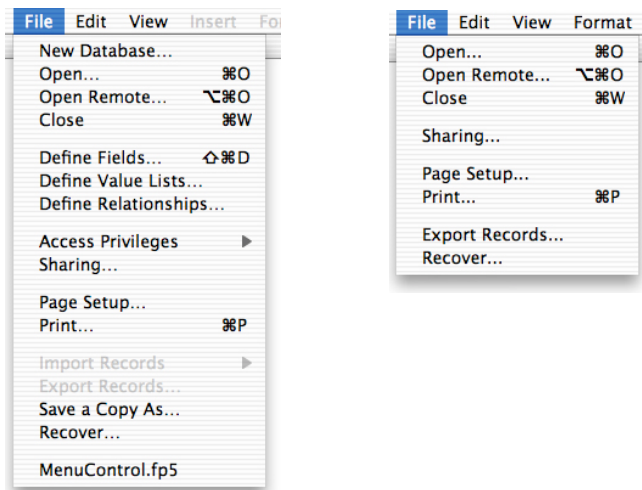 File Edit View Insert Fo
New Database...
Open... ⌘O
Open Remote... ⌥⌘O
Close ⌘W
Define Fields... ⇧⌘D
Define Value Lists...
Define Relationships...
Access Privileges ▶
Sharing...
Page Setup...
Print... ⌘P
Import Records ▶
Export Records...
Save a Copy As...
Recover...
MenuControl.fp5
File Edit View Format
Open... ⌘O
Open Remote... ⌥⌘O
Close ⌘W
Sharing...
Page Setup...
Print... ⌘P
Export Records...
Recover...